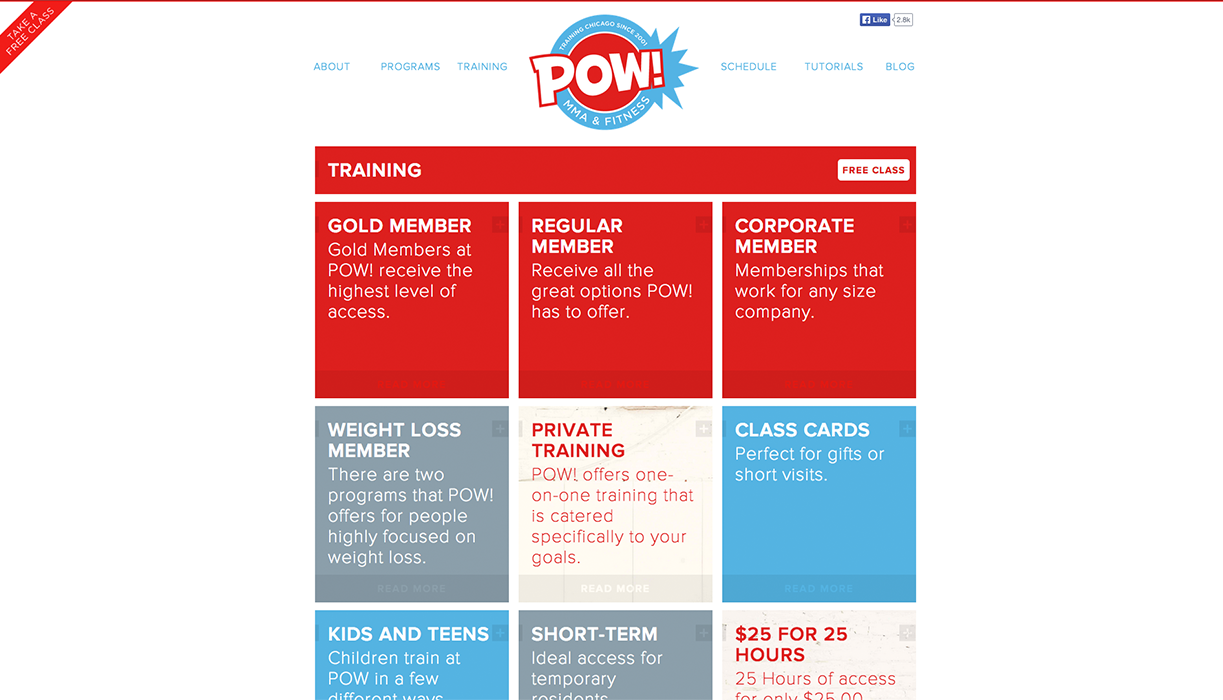 TAKE A
FREE CLASS
Like
2.8k
ABOUT
PROGRAMS
TRAINING
TRAINING CHICAGO SINCE 2001
POW!
MMA & FITNESS
SCHEDULE
TUTORIALS
BLOG
TRAINING
FREE CLASS
GOLD MEMBER
Gold Members at
POW! receive the
highest level of
access.
REGULAR
MEMBER
Receive all the
great options POW!
has to offer.
CORPORATE
MEMBER
Memberships that
work for any size
company.
WEIGHT LOSS
MEMBER
There are two
programs that POW!
offers for people
highly focused on
weight loss.
READ MORE
PRIVATE
TRAINING
POW! offers one-
on-one training that
is catered
specifically to your
goals.
READ MORE
CLASS CARDS
Perfect for gifts or
short visits.
READ MORE
KIDS AND TEENS
Children train at
POW in a few
different ways
SHORT-TERM
Ideal access for
temporary
residents
$25 FOR 25
HOURS
25 Hours of access
for only $25.00